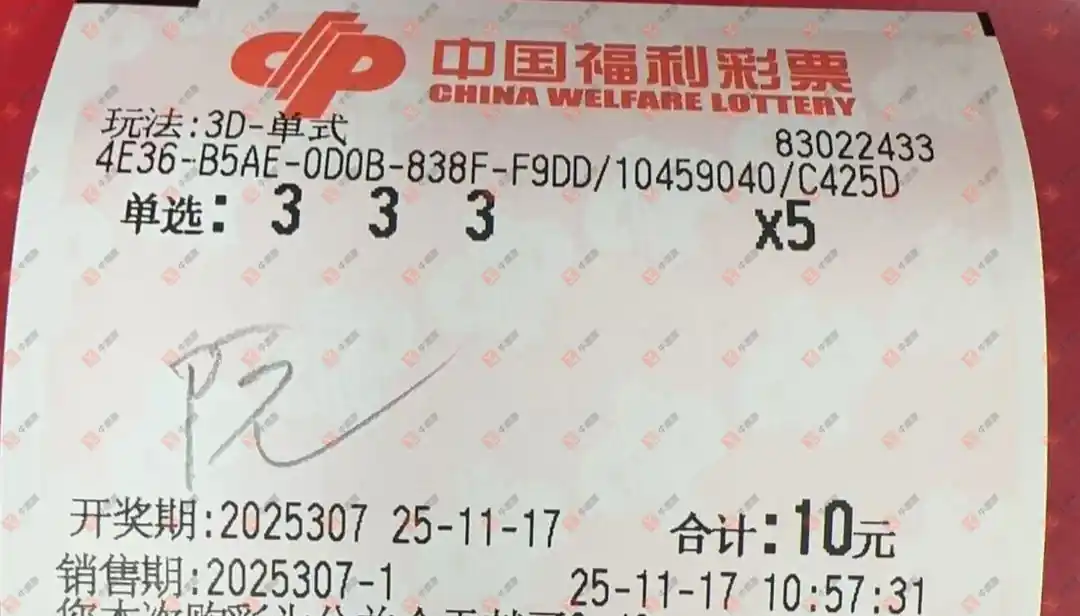 中国福利彩票
CHINA WELFARE LOTTERY
玩法:3D-单式
83022433
4E36-B5AE-0D0B-838F-F9DD/10459040/C425D
单选: 3 3 3 x5
阮
开奖期:2025307 25-11-17 合计:10元
销售期:2025307-1 25-11-17 10:57:31